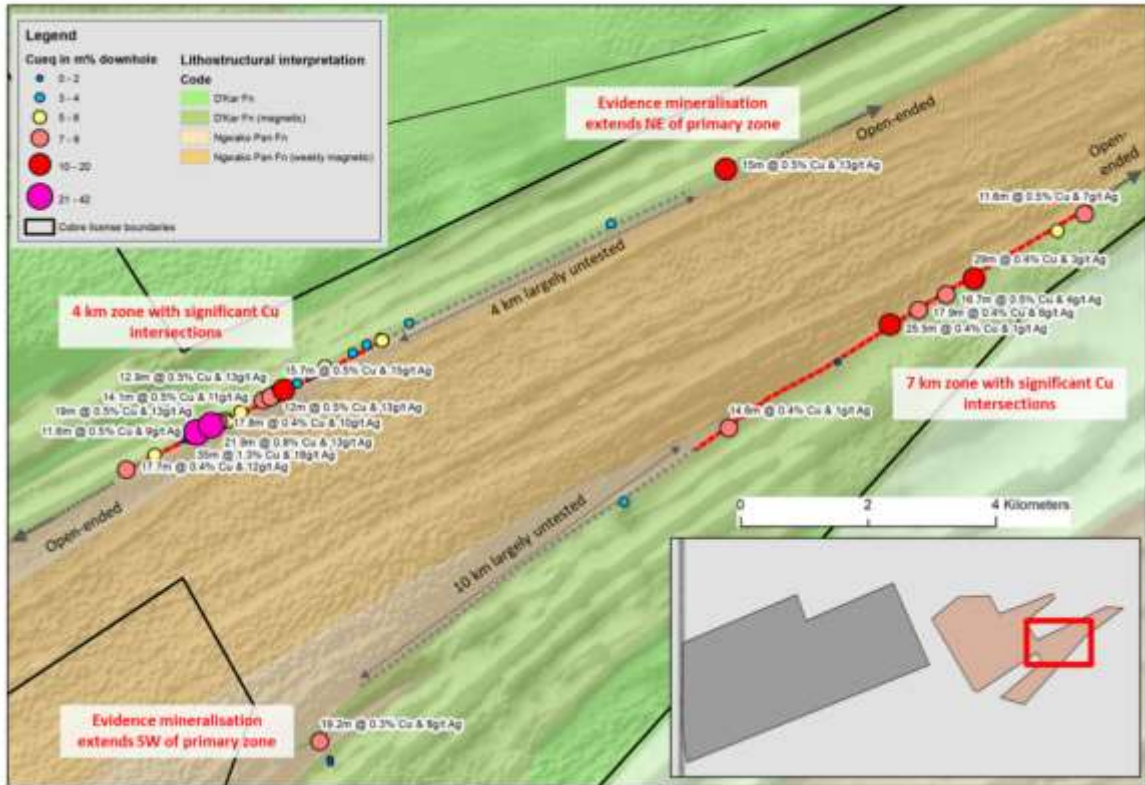 Legend
Cueq in m% downhole
0 - 2
3 - 4
5 - 6
7 - 9
10 - 20
21 - 42
Cobre license boundaries
Lithostructural interpretation
Code
D'Kar Fn
D'Kar Fn (magnetic)
Ngwako Pan Fn
Ngwako Pan Fn (weakly magnetic)
Evidence mineralisation
extends NE of primary zone
Open-ended
Open-
ended
15m @ 0.5% Cu & 13g/t Ag
11.6m @ 0.5% Cu & 7g/t Ag
4 km largely untested
29m @ 0.4% Cu & 3g/t Ag
16.7m @ 0.5% Cu & 4g/t Ag
17.9m @ 0.4% Cu & 6g/t Ag
25.5m @ 0.4% Cu & 1g/t Ag
4 km zone with significant Cu
intersections
7 km zone with significant Cu
intersections
12.9m @ 0.5% Cu & 13g/t Ag
15.7m @ 0.5% Cu & 15g/t Ag
14.1m @ 0.5% Cu & 11g/t Ag
12m @ 0.5% Cu & 13g/t Ag
19m @ 0.5% Cu & 13g/t Ag
17.8m @ 0.4% Cu & 10g/t Ag
11.6m @ 0.5% Cu & 9g/t Ag
21.9m @ 0.8% Cu & 13g/t Ag
35m @ 1.3% Cu & 18g/t Ag
17.7m @ 0.4% Cu & 12g/t Ag
14.6m @ 0.4% Cu & 1g/t Ag
Open-ended
10 km largely untested
0 2 4 Kilometers
Evidence mineralisation
extends SW of primary zone
19.2m @ 0.3% Cu & 8g/t Ag